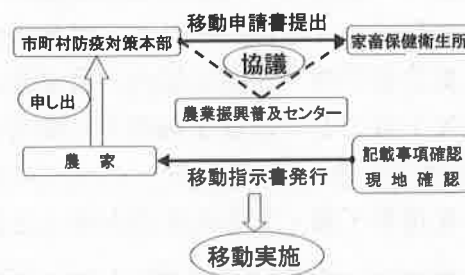 移動申請書提出
市町村防疫対策本部
家畜保健衛生所
協議
申し出
農業振興普及センター
農 家
記載事項確認
現 地 確 認
移動指示書発行
移動実施